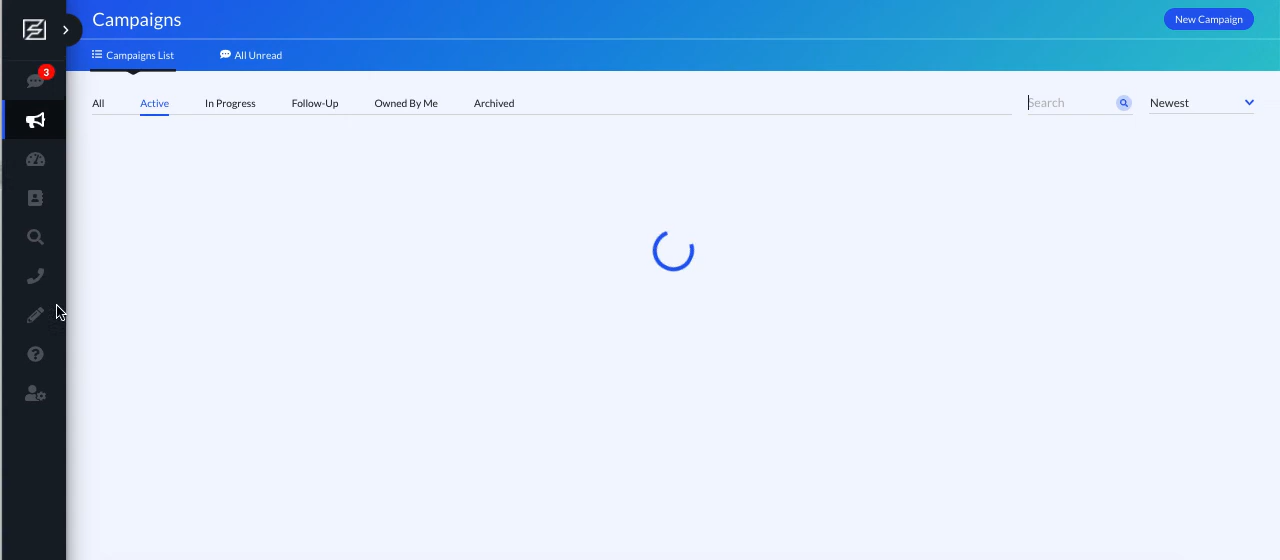 Campaigns
New Campaign
Campaigns List
All Unread
3
All
Active
In Progress
Follow-Up
Owned By Me
Archived
Search
Newest